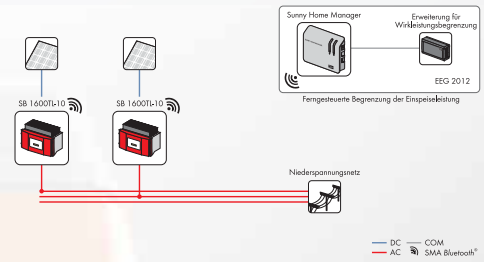 Sunny Home Manager
Erweiterung für
Wirkleistungsbegrenzung
EEG 2012
Ferngesteuerte Begrenzung der Einspeiseleistung
SB 1600TL-10
SB 1600TL-10
Niederspannungsnetz
DC
COM
AC
SMA Bluetooth®